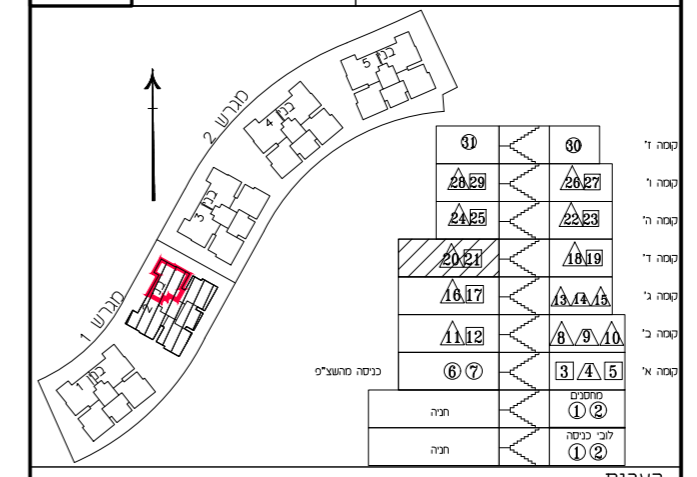 מגרש 2
בנין 5
בנין 4
בנין 3
מגרש 1
2
בנין 1
31 30 קומה ז'
28 29 26 27 קומה ו'
24 25 22 23 קומה ה'
20 21 18 19 קומה ד'
16 17 13 14 15 קומה ג'
11 12 8 9 10 קומה ב'
כניסה מהשצ"פ 6 7 3 4 5 קומה א'
מחסנים
חניה 1 2
לובי כניסה
חניה 1 2